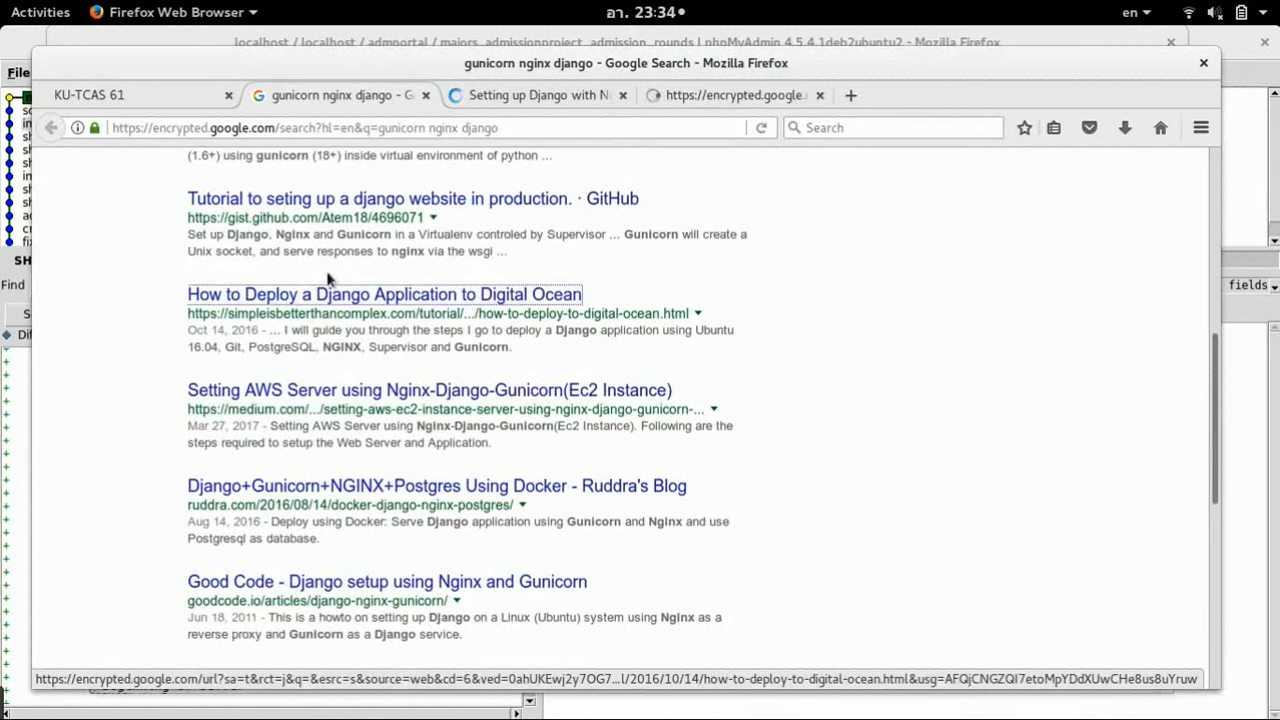 Activities Firefox Web Browser อา. 23:34 en
localhost / localhost / admportal / majors_admissionproject_admission_rounds | phpMyAdmin 4.5.4.1deb2ubuntu2 - Mozilla Firefox
gunicorn nginx django - Google Search - Mozilla Firefox
File
KU-TCAS 61
gunicorn nginx django - G
Setting up Django with N
https://encrypted.google.
https://encrypted.google.com/search?hl=en&q=gunicorn nginx django
Search
(1.6+) using gunicorn (18+) inside virtual environment of python ...
Tutorial to seting up a django website in production. · GitHub
https://gist.github.com/Atem18/4696071
Set up Django, Nginx and Gunicorn in a Virtualenv controled by Supervisor ... Gunicorn will create a
Unix socket, and serve responses to nginx via the wsgi ...
Find
fields
How to Deploy a Django Application to Digital Ocean
https://simpleisbetterthancomplex.com/tutorial/.../how-to-deploy-to-digital-ocean.html
Oct 14, 2016 - ... I will guide you through the steps I go to deploy a Django application using Ubuntu
16.04, Git, PostgreSQL, NGINX, Supervisor and Gunicorn.
Setting AWS Server using Nginx-Django-Gunicorn(Ec2 Instance)
https://medium.com/.../setting-aws-ec2-instance-server-using-nginx-django-gunicorn-...
Mar 27, 2017 - Setting AWS Server using Nginx-Django-Gunicorn(Ec2 Instance). Following are the
steps required to setup the Web Server and Application.
Django+Gunicorn+NGINX+Postgres Using Docker - Ruddra's Blog
ruddra.com/2016/08/14/docker-django-nginx-postgres/
Aug 14, 2016 - Deploy using Docker: Serve Django application using Gunicorn and Nginx and use
Postgresql as database.
Good Code - Django setup using Nginx and Gunicorn
goodcode.io/articles/django-nginx-gunicorn/
Jun 18, 2011 - This is a howto on setting up Django on a Linux (Ubuntu) system using Nginx as a
reverse proxy and Gunicorn as a Django service.
https://encrypted.google.com/url?sa=t&rct=j&q=&esrc=s&source=web&cd=6&ved=0ahUKEwj2y7OG7...l/2016/10/14/how-to-deploy-to-digital-ocean.html&usg=AFQjCNGZQI7etoMpYDdXUwCHe8us8uYruw